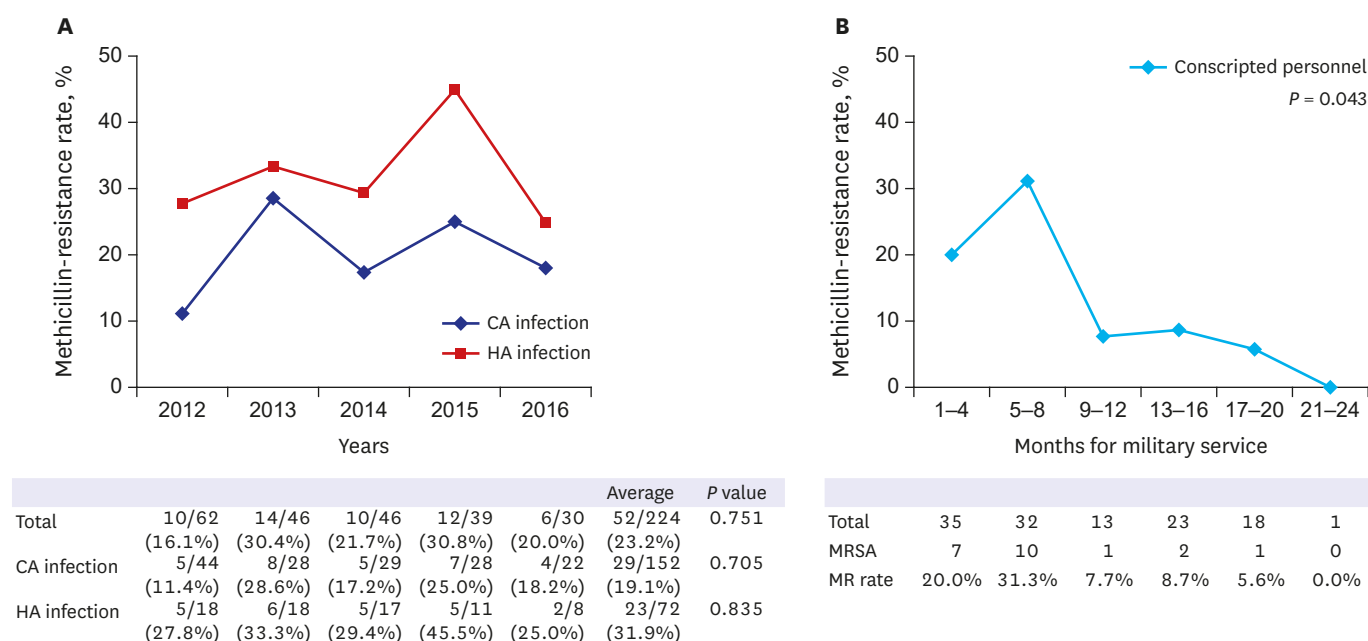 A
Methicillin-resistance rate, %
50
40
30
20
10
0
CA infection
HA infection
2012 2013 2014 2015 2016
Years
Average P value
Total 10/62 14/46 10/46 12/39 6/30 52/224 0.751
(16.1%) (30.4%) (21.7%) (30.8%) (20.0%) (23.2%)
CA infection 5/44 8/28 5/29 7/28 4/22 29/152 0.705
(11.4%) (28.6%) (17.2%) (25.0%) (18.2%) (19.1%)
HA infection 5/18 6/18 5/17 5/11 2/8 23/72 0.835
(27.8%) (33.3%) (29.4%) (45.5%) (25.0%) (31.9%)
B
Methicillin-resistance rate, %
50
40
30
20
10
0
Conscripted personnel
P = 0.043
1–4 5–8 9–12 13–16 17–20 21–24
Months for military service
Total 35 32 13 23 18 1
MRSA 7 10 1 2 1 0
MR rate 20.0% 31.3% 7.7% 8.7% 5.6% 0.0%